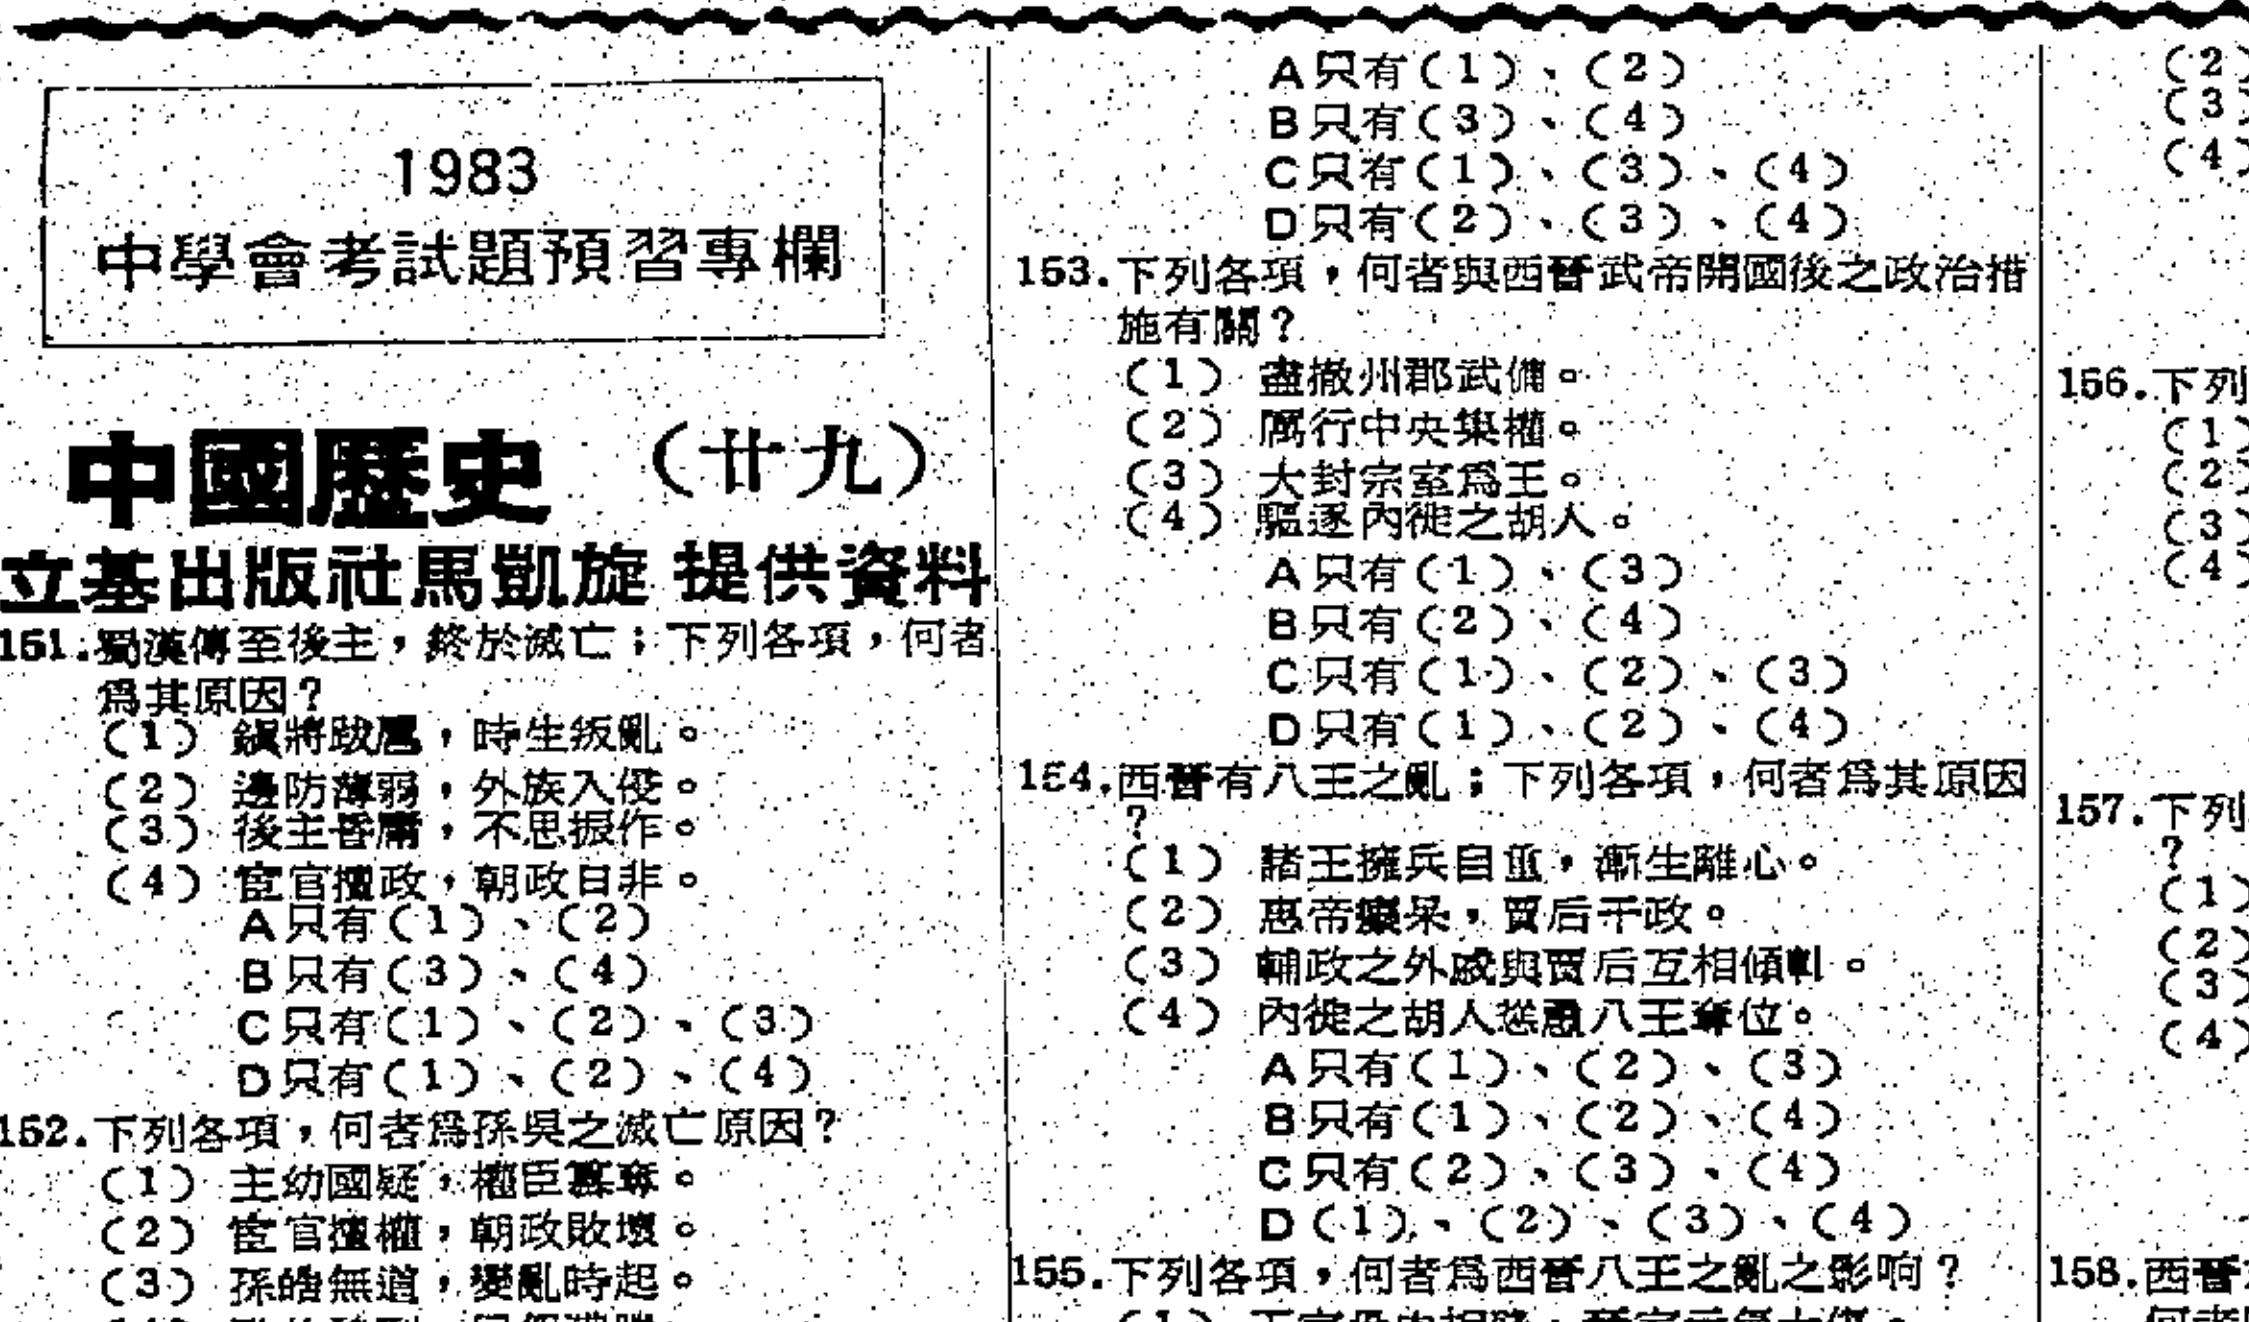 1983
中學會考試題預習專欄
中國歷史（廿九）
立基出版社馬凱旋 提供資料
151.蜀漢傳至後主，終於滅亡；下列各項，何者
為其原因？
（1） 鎮將跋扈，時生叛亂。
（2） 邊防薄弱，外族入侵。
（3） 後主昏庸，不思振作。
（4） 宦官擅政，朝政日非。
A只有（1）、（2）
B只有（3）、（4）
C只有（1）、（2）、（3）
D只有（1）、（2）、（4）
152.下列各項，何者為孫吳之滅亡原因？
（1） 主幼國疑，權臣篡奪。
（2） 宦官擅權，朝政敗壞。
（3） 孫皓無道，變亂時起。
A只有（1）、（2）
B只有（3）、（4）
C只有（1）、（3）、（4）
D只有（2）、（3）、（4）
153.下列各項，何者與西晉武帝開國後之政治措
施有關？
（1） 盡撤州郡武備。
（2） 厲行中央集權。
（3） 大封宗室為王。
（4） 驅逐內徙之胡人。
A只有（1）、（3）
B只有（2）、（4）
C只有（1）、（2）、（3）
D只有（1）、（2）、（4）
154.西晉有八王之亂；下列各項，何者為其原因
？
（1） 諸王擁兵自重，漸生離心。
（2） 惠帝癡呆，賈后干政。
（3） 輔政之外戚與賈后互相傾軋。
（4） 內徙之胡人慫恿八王奪位。
A只有（1）、（2）、（3）
B只有（1）、（2）、（4）
C只有（2）、（3）、（4）
D（1）、（2）、（3）、（4）
155.下列各項，何者為西晉八王之亂之影响？
（2）
（3）
（4）
156.下列
（1）
（2）
（3）
（4）
157.下列
？
（1）
（2）
（3）
（4）
158.西晉